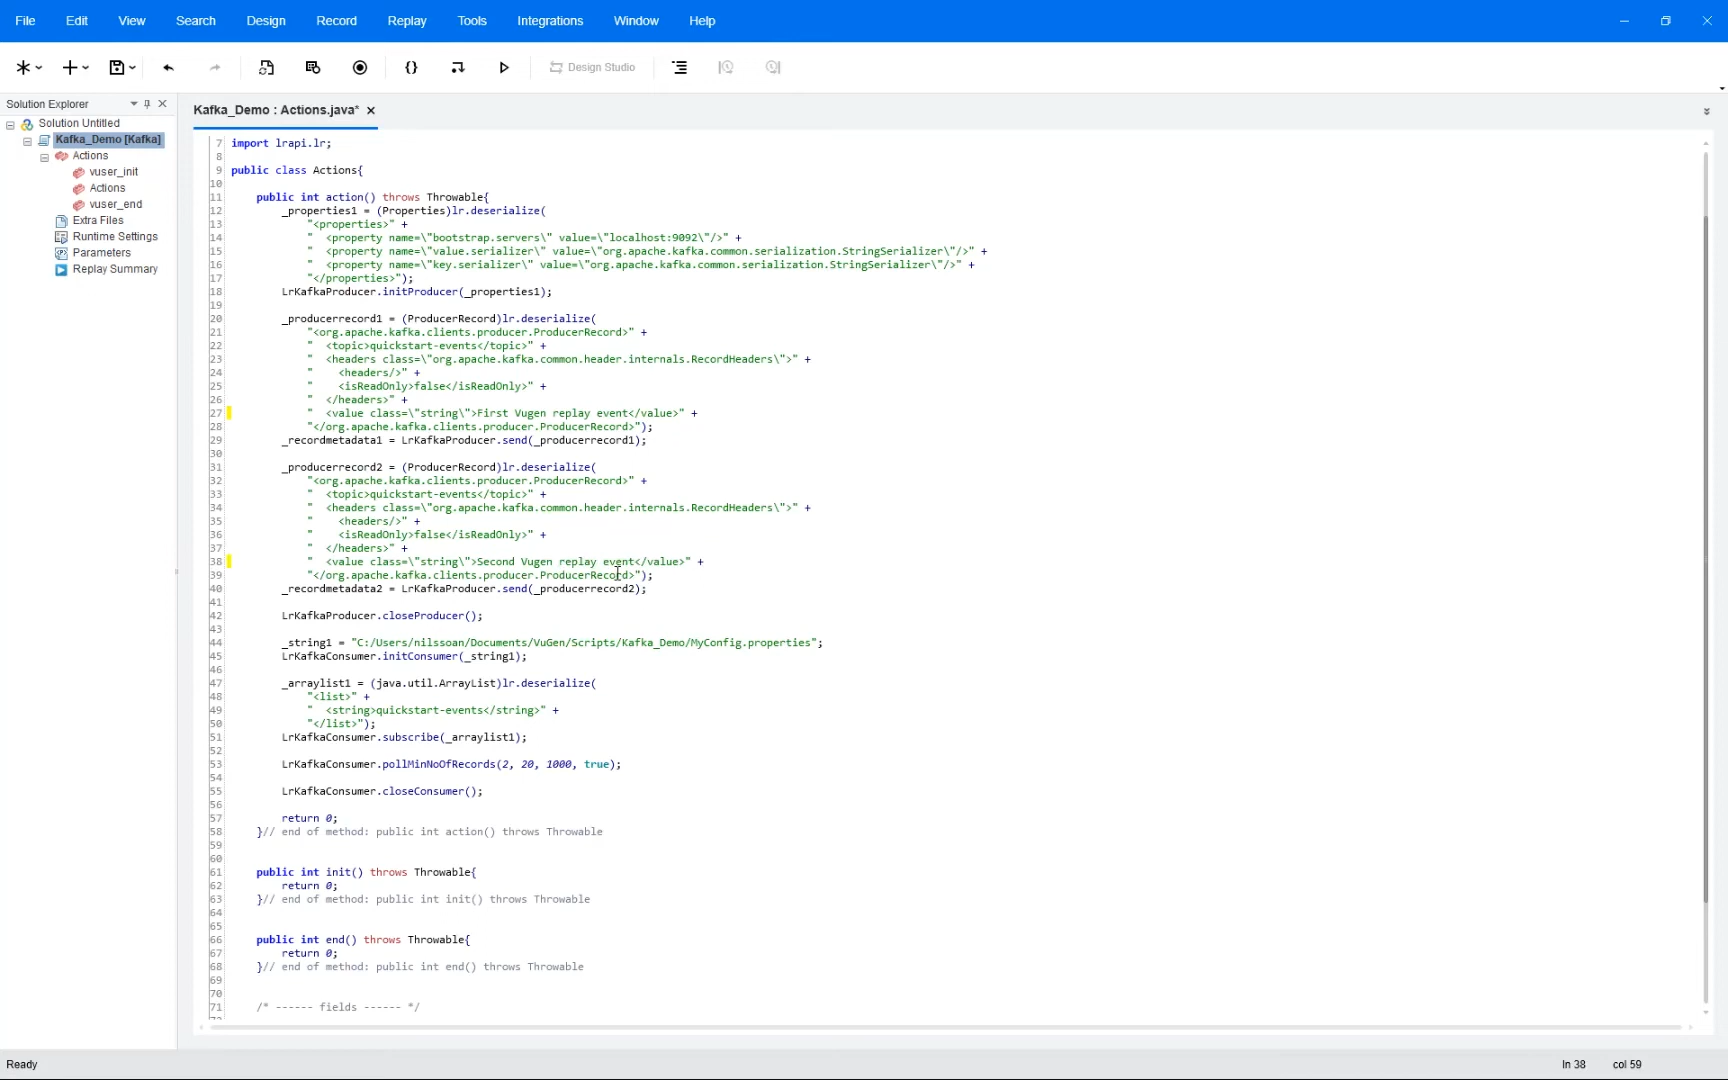 File Edit View Search Design Record Replay Tools Integrations Window Help
Design Studio
Solution Explorer
Solution Untitled
Kafka_Demo [Kafka]
Actions
vuser_init
Actions
vuser_end
Extra Files
Runtime Settings
Parameters
Replay Summary
Kafka_Demo : Actions.java*
7 import lrapi.lr;
8
9 public class Actions{
10
11 public int action() throws Throwable{
12 _properties1 = (Properties)lr.deserialize(
13 "<properties>" +
14 " <property name=\"bootstrap.servers\" value=\"localhost:9092\"/>" +
15 " <property name=\"value.serializer\" value=\"org.apache.kafka.common.serialization.StringSerializer\"/>" +
16 " <property name=\"key.serializer\" value=\"org.apache.kafka.common.serialization.StringSerializer\"/>" +
17 "</properties>");
18 LrKafkaProducer.initProducer(_properties1);
19
20 _producerrecord1 = (ProducerRecord)lr.deserialize(
21 "<org.apache.kafka.clients.producer.ProducerRecord>" +
22 " <topic>quickstart-events</topic>" +
23 " <headers class=\"org.apache.kafka.common.header.internals.RecordHeaders\">" +
24 " <headers/>" +
25 " <isReadOnly>false</isReadOnly>" +
26 " </headers>" +
27 " <value class=\"string\">First Vugen replay event</value>" +
28 "</org.apache.kafka.clients.producer.ProducerRecord>");
29 _recordmetadata1 = LrKafkaProducer.send(_producerrecord1);
30
31 _producerrecord2 = (ProducerRecord)lr.deserialize(
32 "<org.apache.kafka.clients.producer.ProducerRecord>" +
33 " <topic>quickstart-events</topic>" +
34 " <headers class=\"org.apache.kafka.common.header.internals.RecordHeaders\">" +
35 " <headers/>" +
36 " <isReadOnly>false</isReadOnly>" +
37 " </headers>" +
38 " <value class=\"string\">Second Vugen replay event</value>" +
39 "</org.apache.kafka.clients.producer.ProducerRecord>");
40 _recordmetadata2 = LrKafkaProducer.send(_producerrecord2);
41
42 LrKafkaProducer.closeProducer();
43
44 _string1 = "C:/Users/nilssoan/Documents/VuGen/Scripts/Kafka_Demo/MyConfig.properties";
45 LrKafkaConsumer.initConsumer(_string1);
46
47 _arraylist1 = (java.util.ArrayList)lr.deserialize(
48 "<list>" +
49 " <string>quickstart-events</string>" +
50 "</list>");
51 LrKafkaConsumer.subscribe(_arraylist1);
52
53 LrKafkaConsumer.pollMinNoOfRecords(2, 20, 1000, true);
54
55 LrKafkaConsumer.closeConsumer();
56
57 return 0;
58 }// end of method: public int action() throws Throwable
59
60
61 public int init() throws Throwable{
62 return 0;
63 }// end of method: public int init() throws Throwable
64
65
66 public int end() throws Throwable{
67 return 0;
68 }// end of method: public int end() throws Throwable
69
70
71 /* ------ fields ------ */
Ready
ln 38 col 59